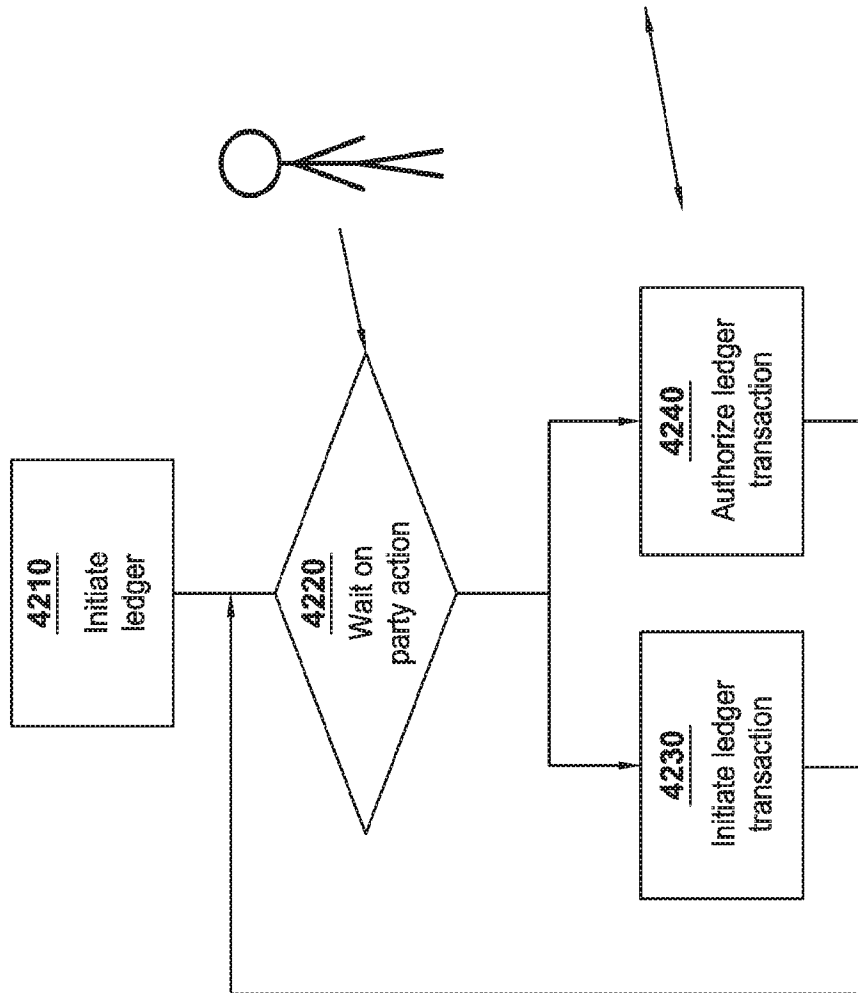 4210
Initiate
ledger
4220
Wait on
party action
4230
Initiate ledger
transaction
4240
Authorize ledger
transaction